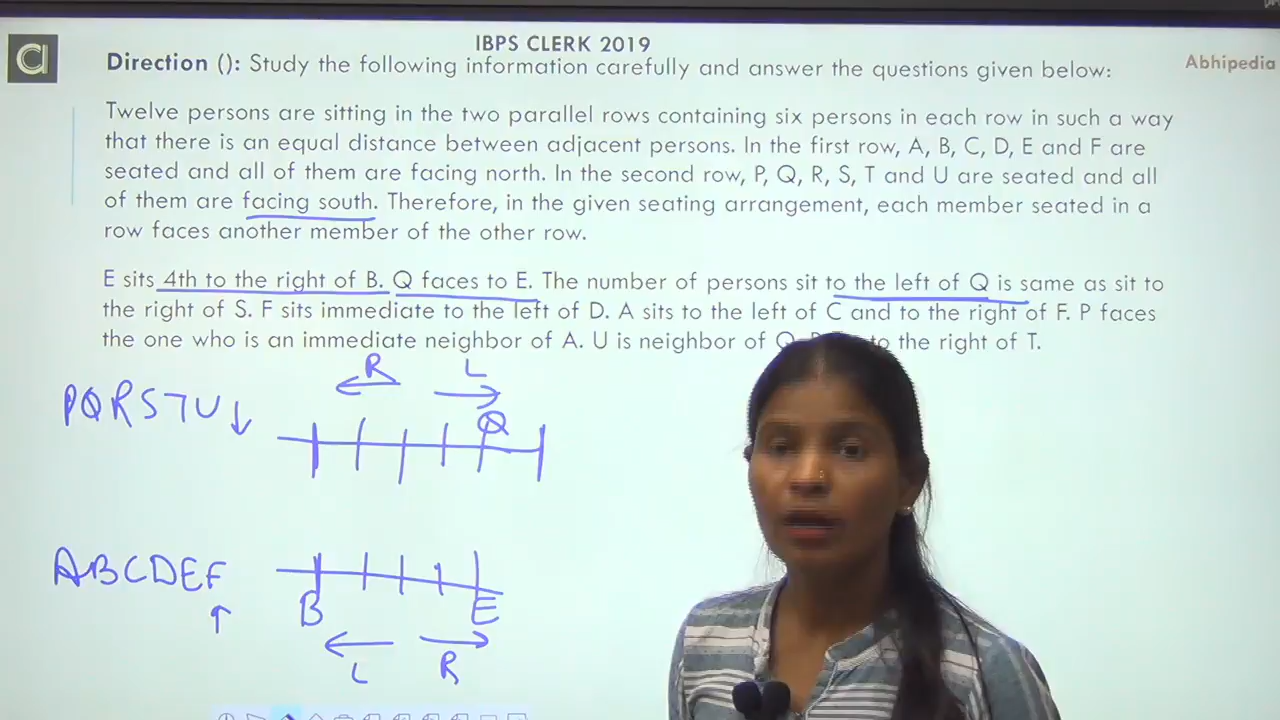 IBPS CLERK 2019
Direction (): Study the following information carefully and answer the questions given below:
Abhipedia
Twelve persons are sitting in the two parallel rows containing six persons in each row in such a way
that there is an equal distance between adjacent persons. In the first row, A, B, C, D, E and F are
seated and all of them are facing north. In the second row, P, Q, R, S, T and U are seated and all
of them are facing south. Therefore, in the given seating arrangement, each member seated in a
row faces another member of the other row.
E sits 4th to the right of B. Q faces to E. The number of persons sit to the left of Q is same as sit to
the right of S. F sits immediate to the left of D. A sits to the left of C and to the right of F. P faces
the one who is an immediate neighbor of A. U is neighbor of to the right of T.
R L
PQRSTU
Q
ABCDEF
B E
L R